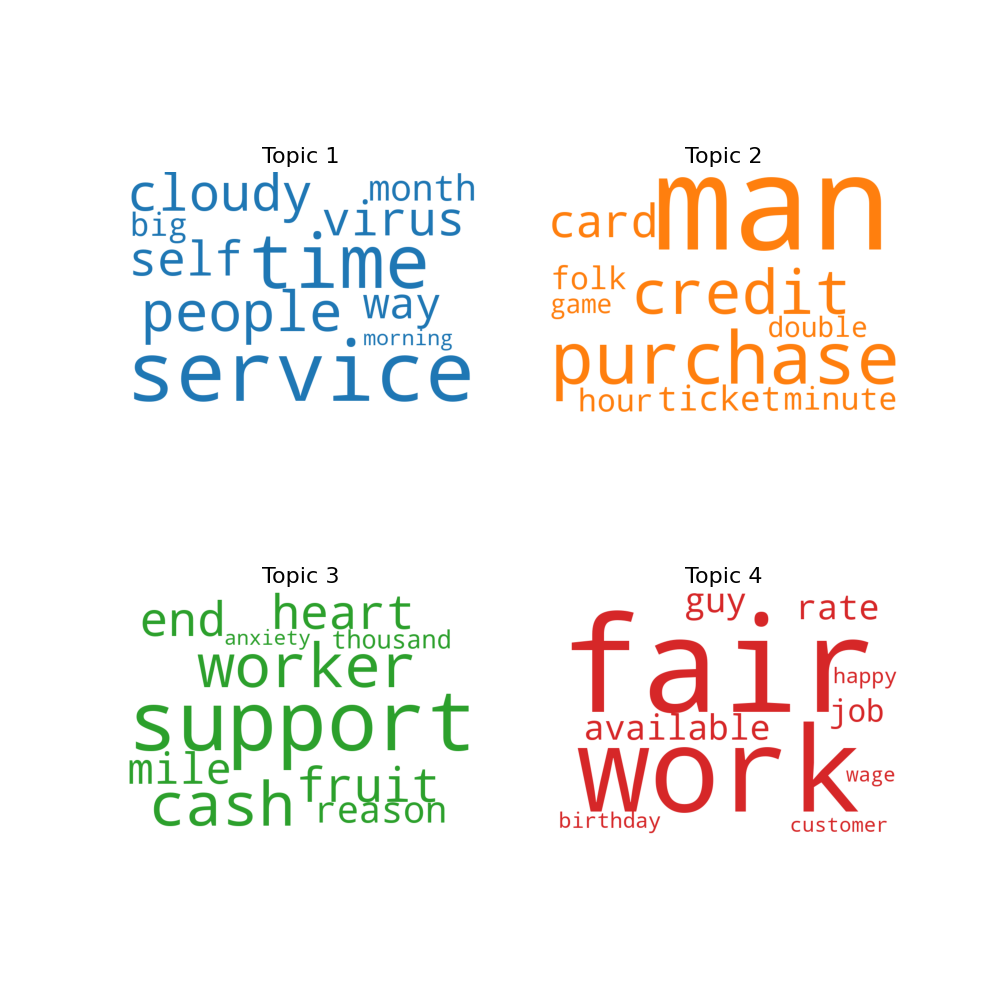 Topic 1
cloudy month
big virus
self time
people way
morning
service
Topic 2
man
card
folk credit
game
double
purchase
hour ticket minute
Topic 3
end heart
anxiety thousand
worker
support
mile fruit
cash reason
Topic 4
guy rate
fair
happy
available job
work wage
birthday customer